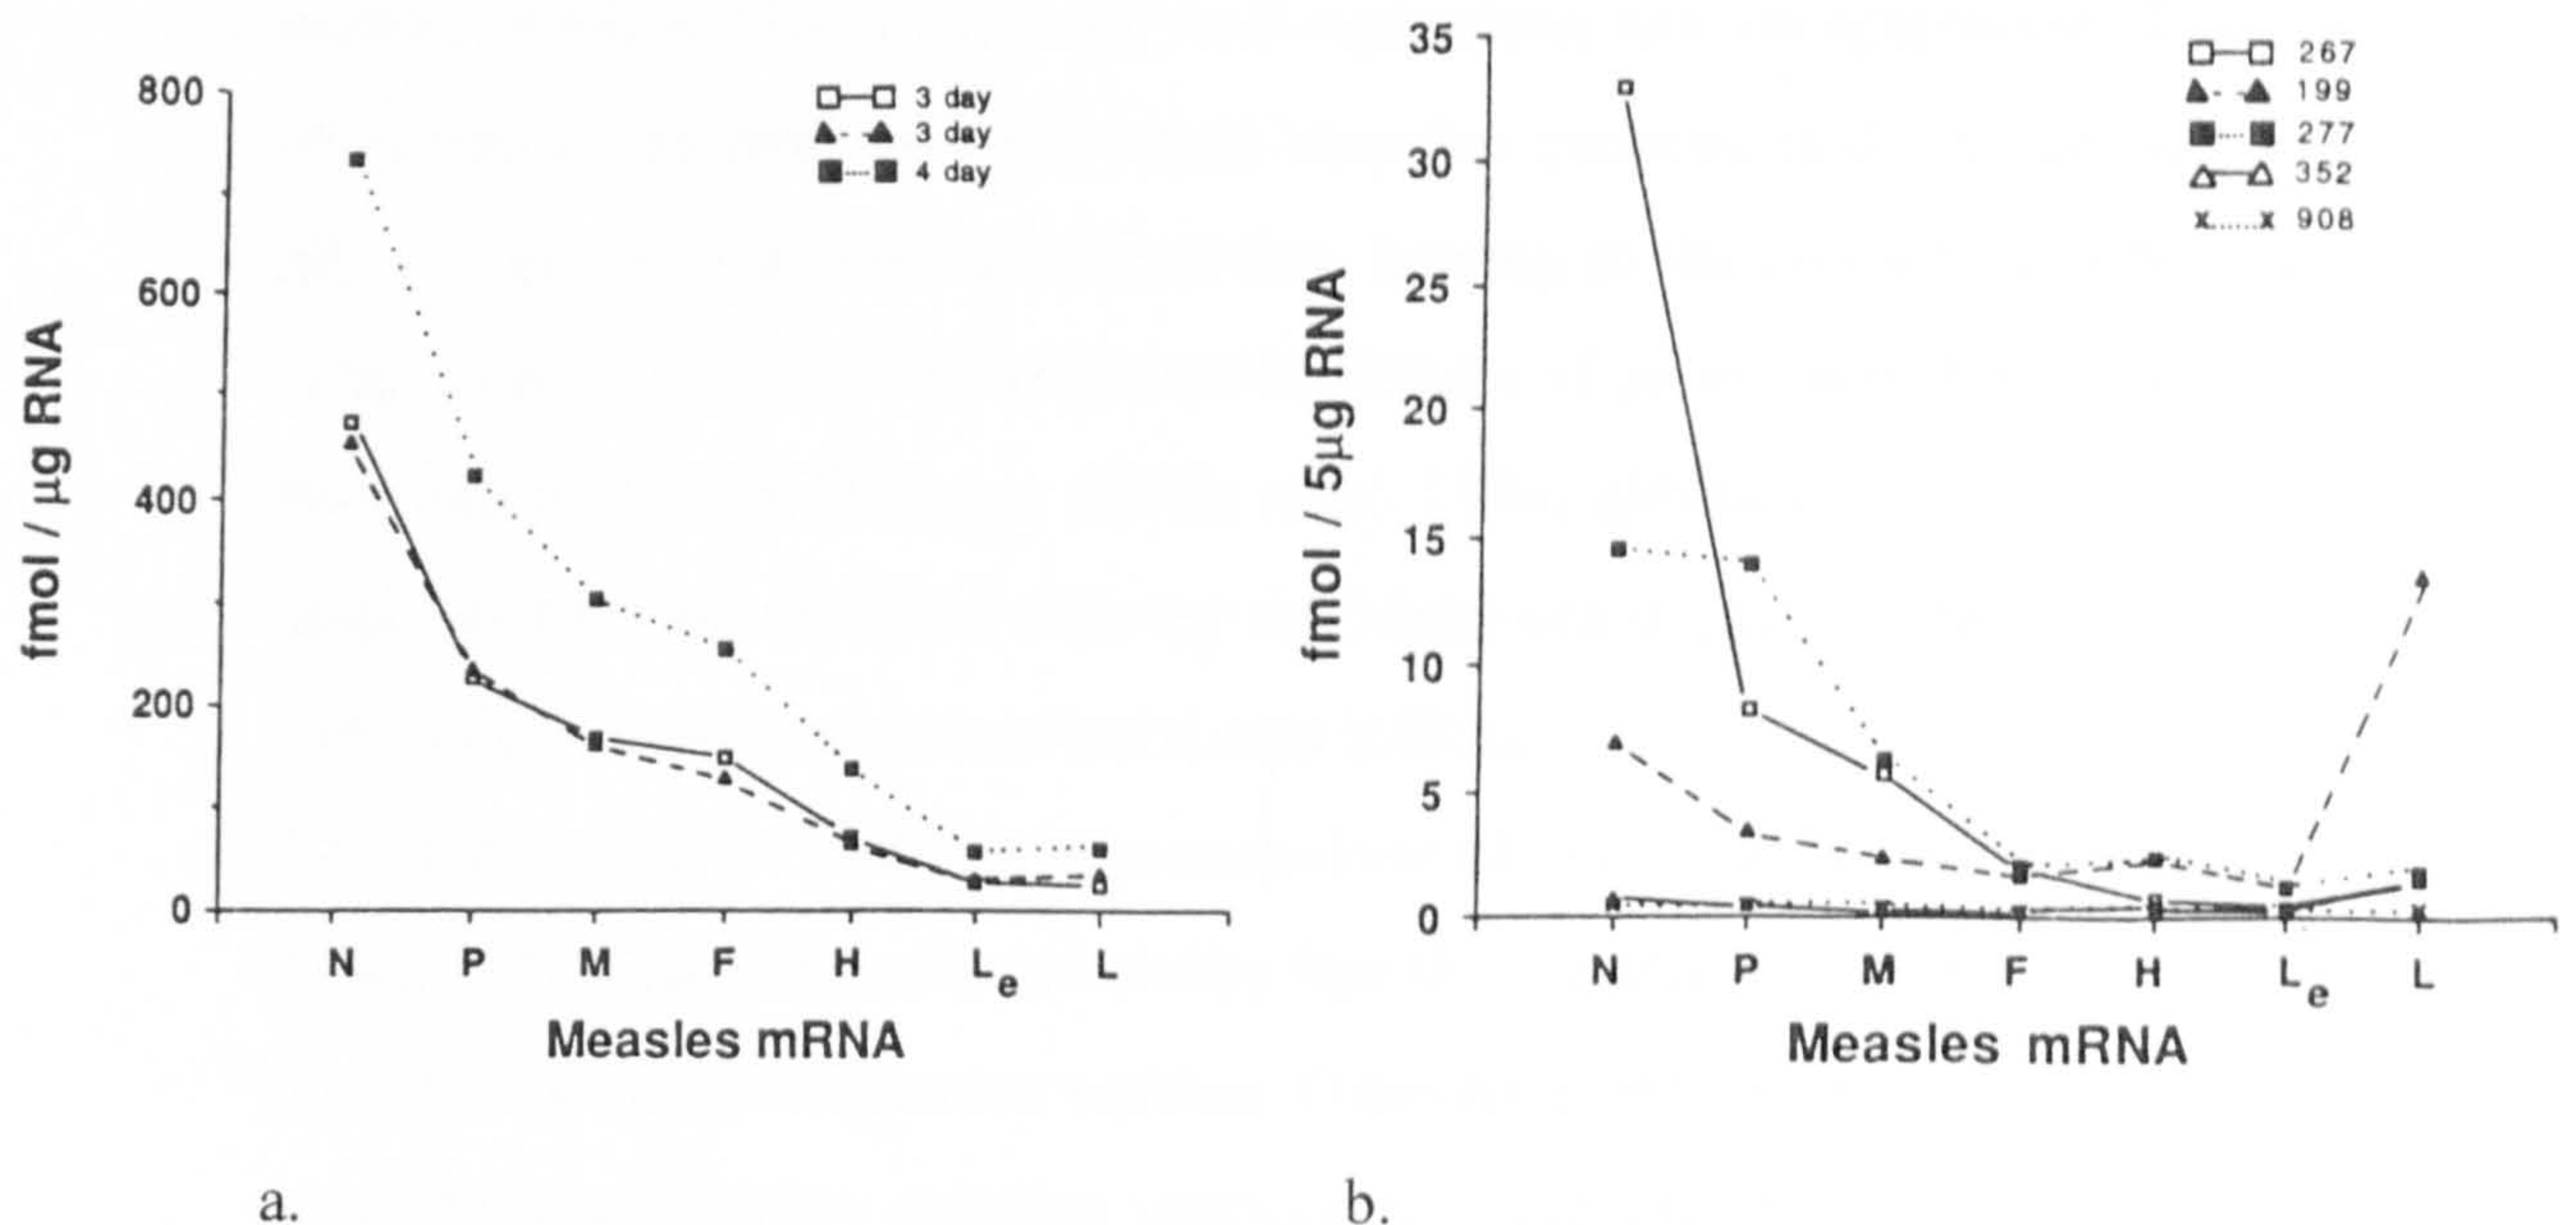 800
600
400
200
0
fmol / µg RNA
3 day
3 day
4 day
N P M F H Le L
Measles mRNA
a.
35
30
25
20
15
10
5
0
fmol / 5µg RNA
267
199
277
352
908
N P M F H Le L
Measles mRNA
b.